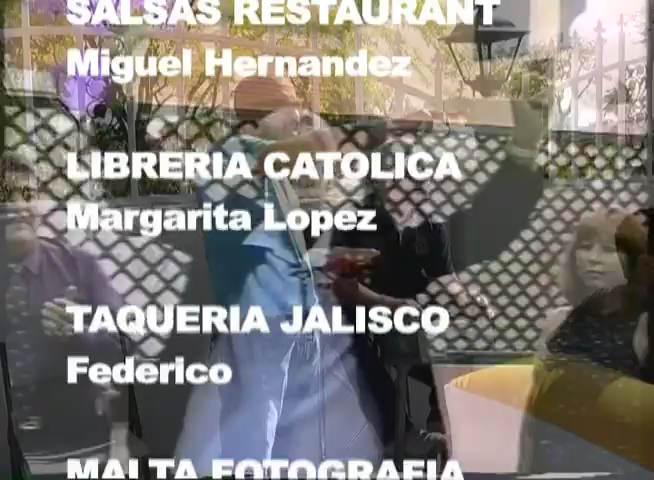 SALSAS RESTAURANT
Miguel Hernandez
LIBRERIA CATOLICA
Margarita Lopez
TAQUERIA JALISCO
Federico
MALTA FOTOGRAFIA